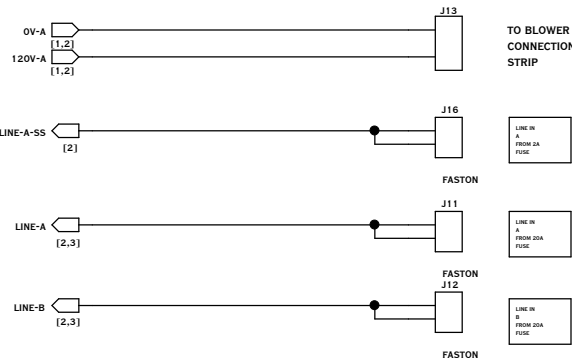 J13
0V-A
[1,2]
120V-A
[1,2]
TO BLOWER
CONNECTION
STRIP
J16
LINE-A-SS
[2]
LINE IN
A
FROM 2A
FUSE
FASTON
J11
LINE-A
[2,3]
LINE IN
A
FROM 20A
FUSE
FASTON
J12
LINE-B
[2,3]
LINE IN
B
FROM 20A
FUSE
FASTON